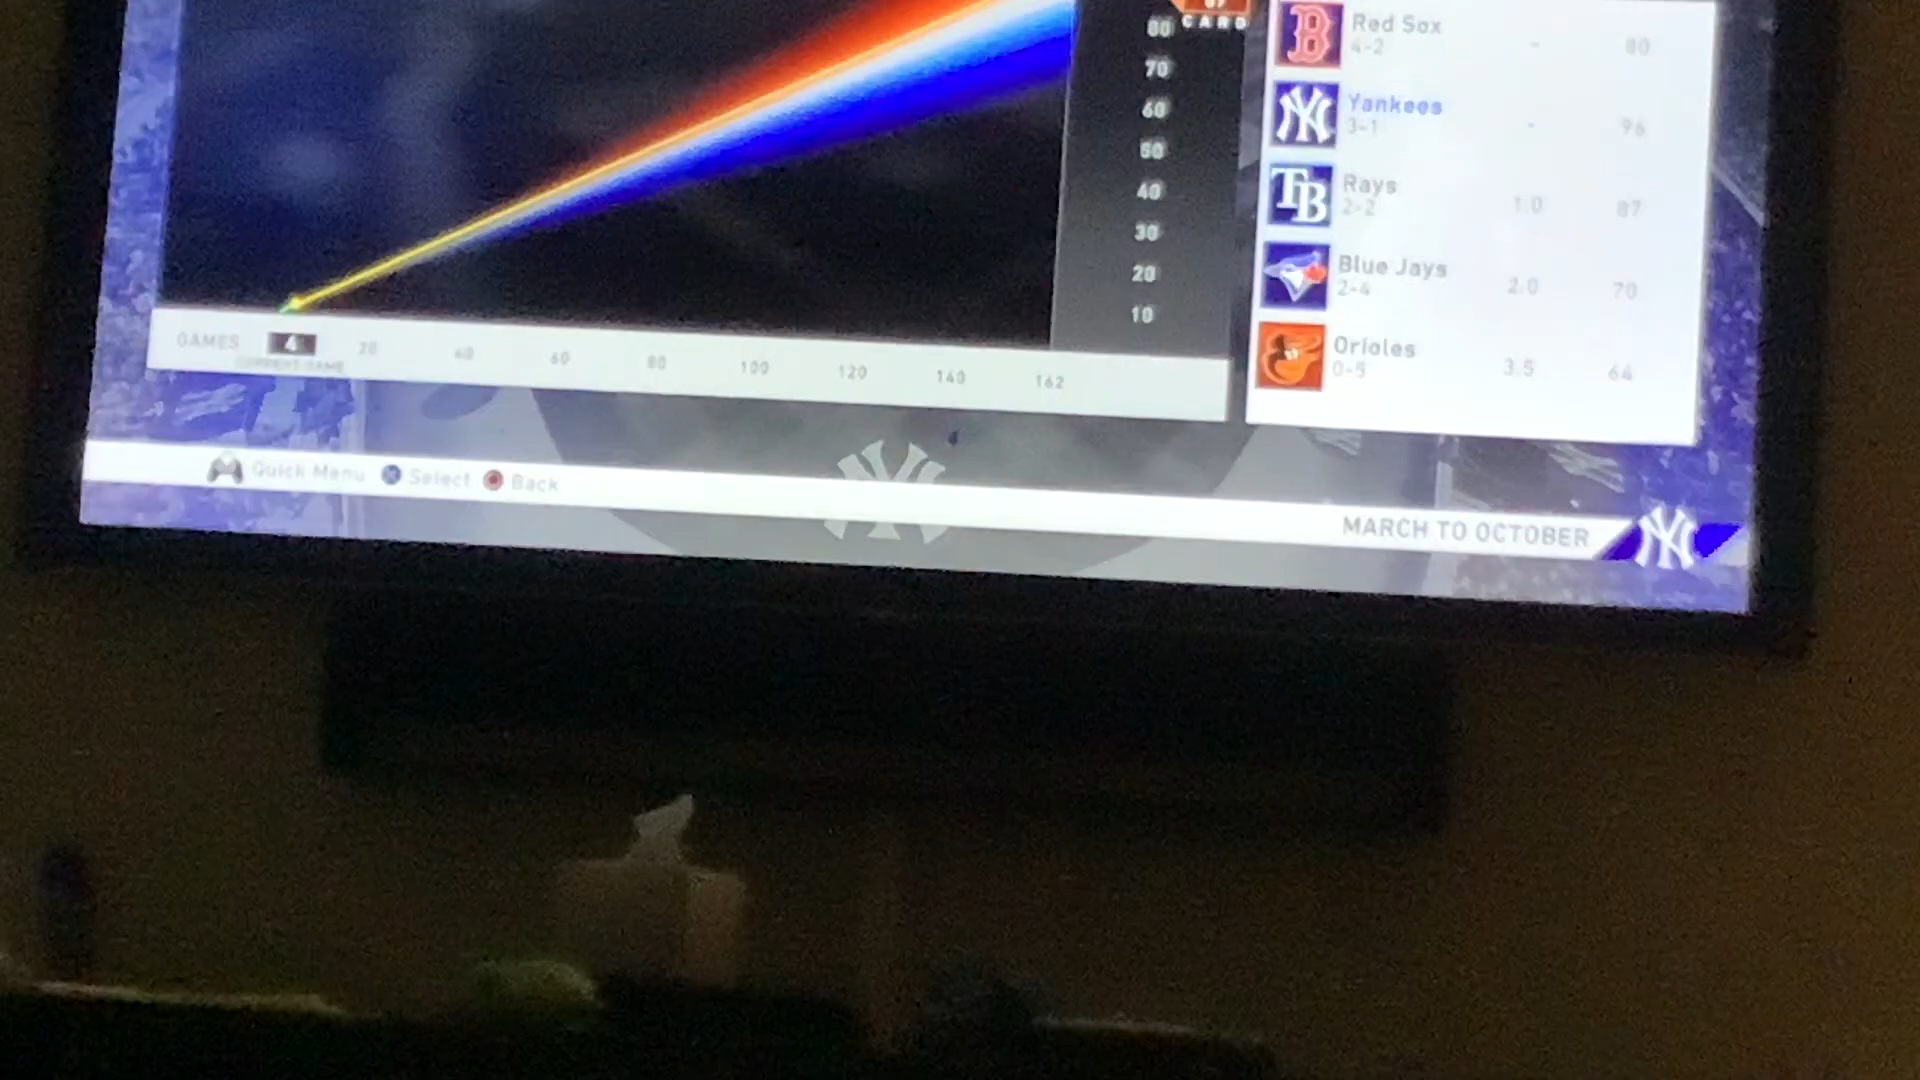 CARD
80
70
60
50
40
30
20
10
GAMES 4 20 40 60 80 100 120 140 162
CURRENT GAME
Red Sox
4-2 - 80
Yankees
3-1 - 96
Rays
2-2 1.0 87
Blue Jays
2-4 2.0 70
Orioles
0-5 3.5 64
Quick Menu Select Back
MARCH TO OCTOBER